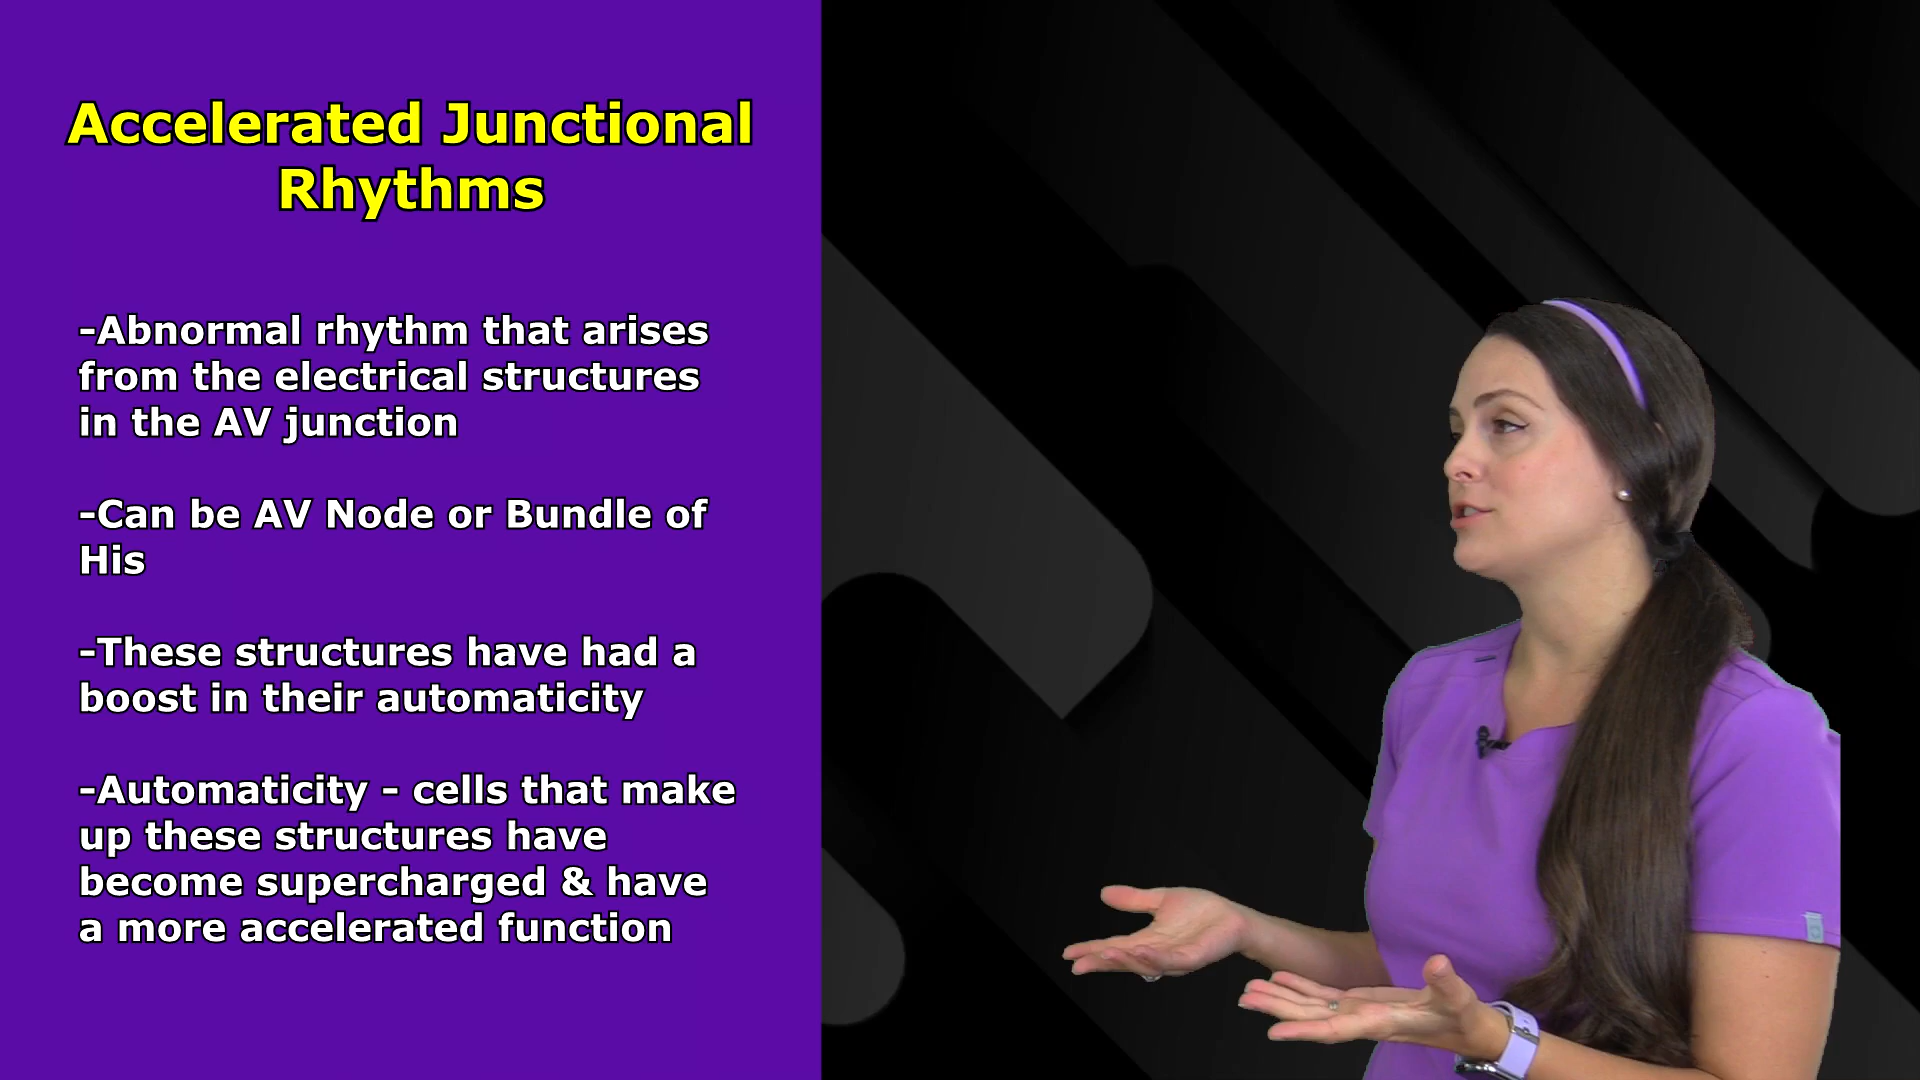 Accelerated Junctional
Rhythms
-Abnormal rhythm that arises
from the electrical structures
in the AV junction
-Can be AV Node or Bundle of
His
-These structures have had a
boost in their automaticity
-Automaticity - cells that make
up these structures have
become supercharged & have
a more accelerated function